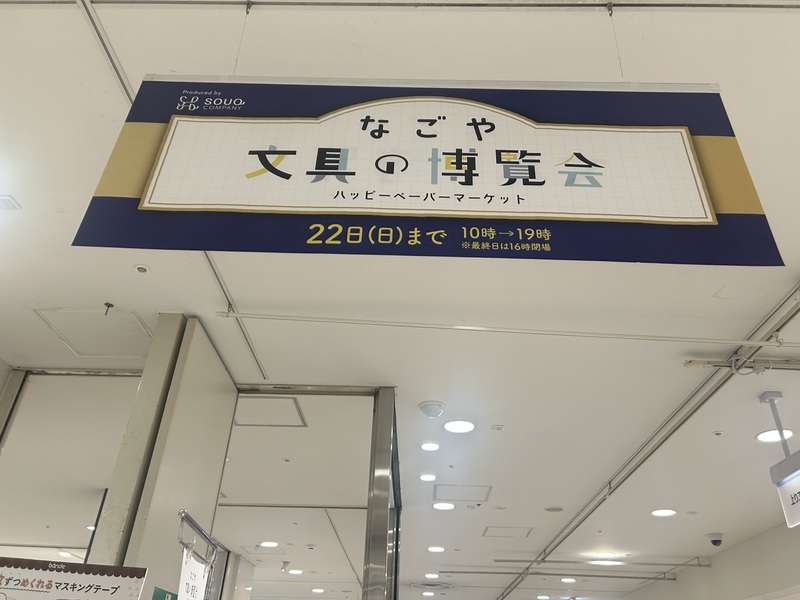 Produced by
SOUO
COMPANY
なごや
文具の博覧会
ハッピーペーパーマーケット
22日(日)まで 10時→19時
※最終日は16時閉場
bande
ずつめくれるマスキングテープ